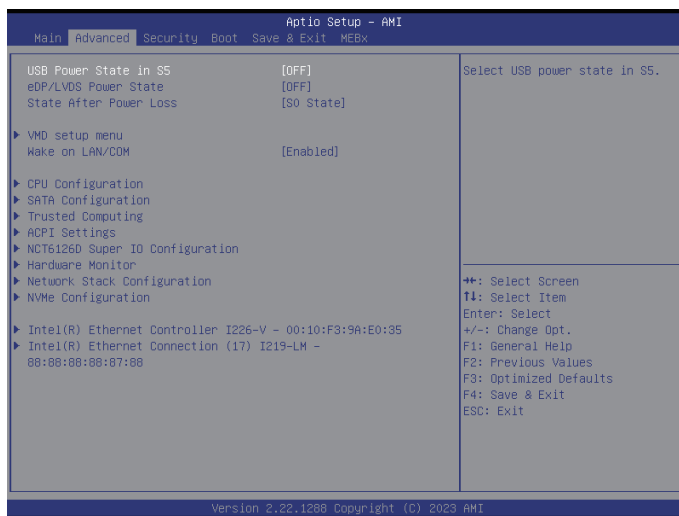 Aptio Setup – AMI
Main Advanced Security Boot Save & Exit MEBx
USB Power State in S5 [OFF]
eDP/LVDS Power State [OFF]
State After Power Loss [S0 State]
VMD setup menu
Wake on LAN/COM [Enabled]
CPU Configuration
SATA Configuration
Trusted Computing
ACPI Settings
NCT6126D Super IO Configuration
Hardware Monitor
Network Stack Configuration
NVMe Configuration
Intel(R) Ethernet Controller I226-V – 00:10:F3:9A:E0:35
Intel(R) Ethernet Connection (17) I219-LM –
88:88:88:88:87:88
Select USB power state in S5.
→←: Select Screen
↑↓: Select Item
Enter: Select
+/-: Change Opt.
F1: General Help
F2: Previous Values
F3: Optimized Defaults
F4: Save & Exit
ESC: Exit
Version 2.22.1288 Copyright (C) 2023 AMI